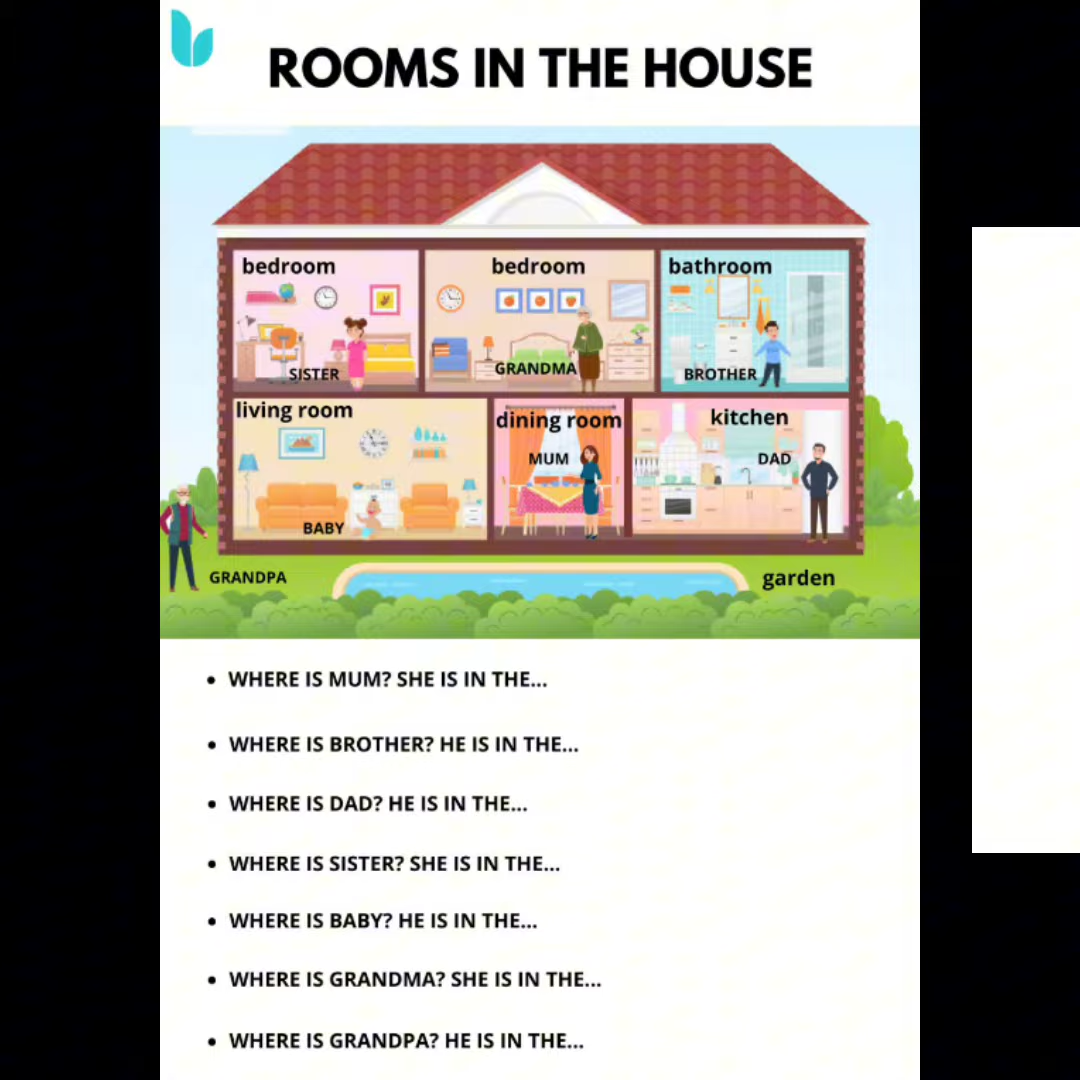 ROOMS IN THE HOUSE
bedroom
bedroom
bathroom
SISTER
GRANDMA
BROTHER
living room
dining room
kitchen
MUM
DAD
BABY
GRANDPA
garden
• WHERE IS MUM? SHE IS IN THE...
• WHERE IS BROTHER? HE IS IN THE...
• WHERE IS DAD? HE IS IN THE...
• WHERE IS SISTER? SHE IS IN THE...
• WHERE IS BABY? HE IS IN THE...
• WHERE IS GRANDMA? SHE IS IN THE...
• WHERE IS GRANDPA? HE IS IN THE...